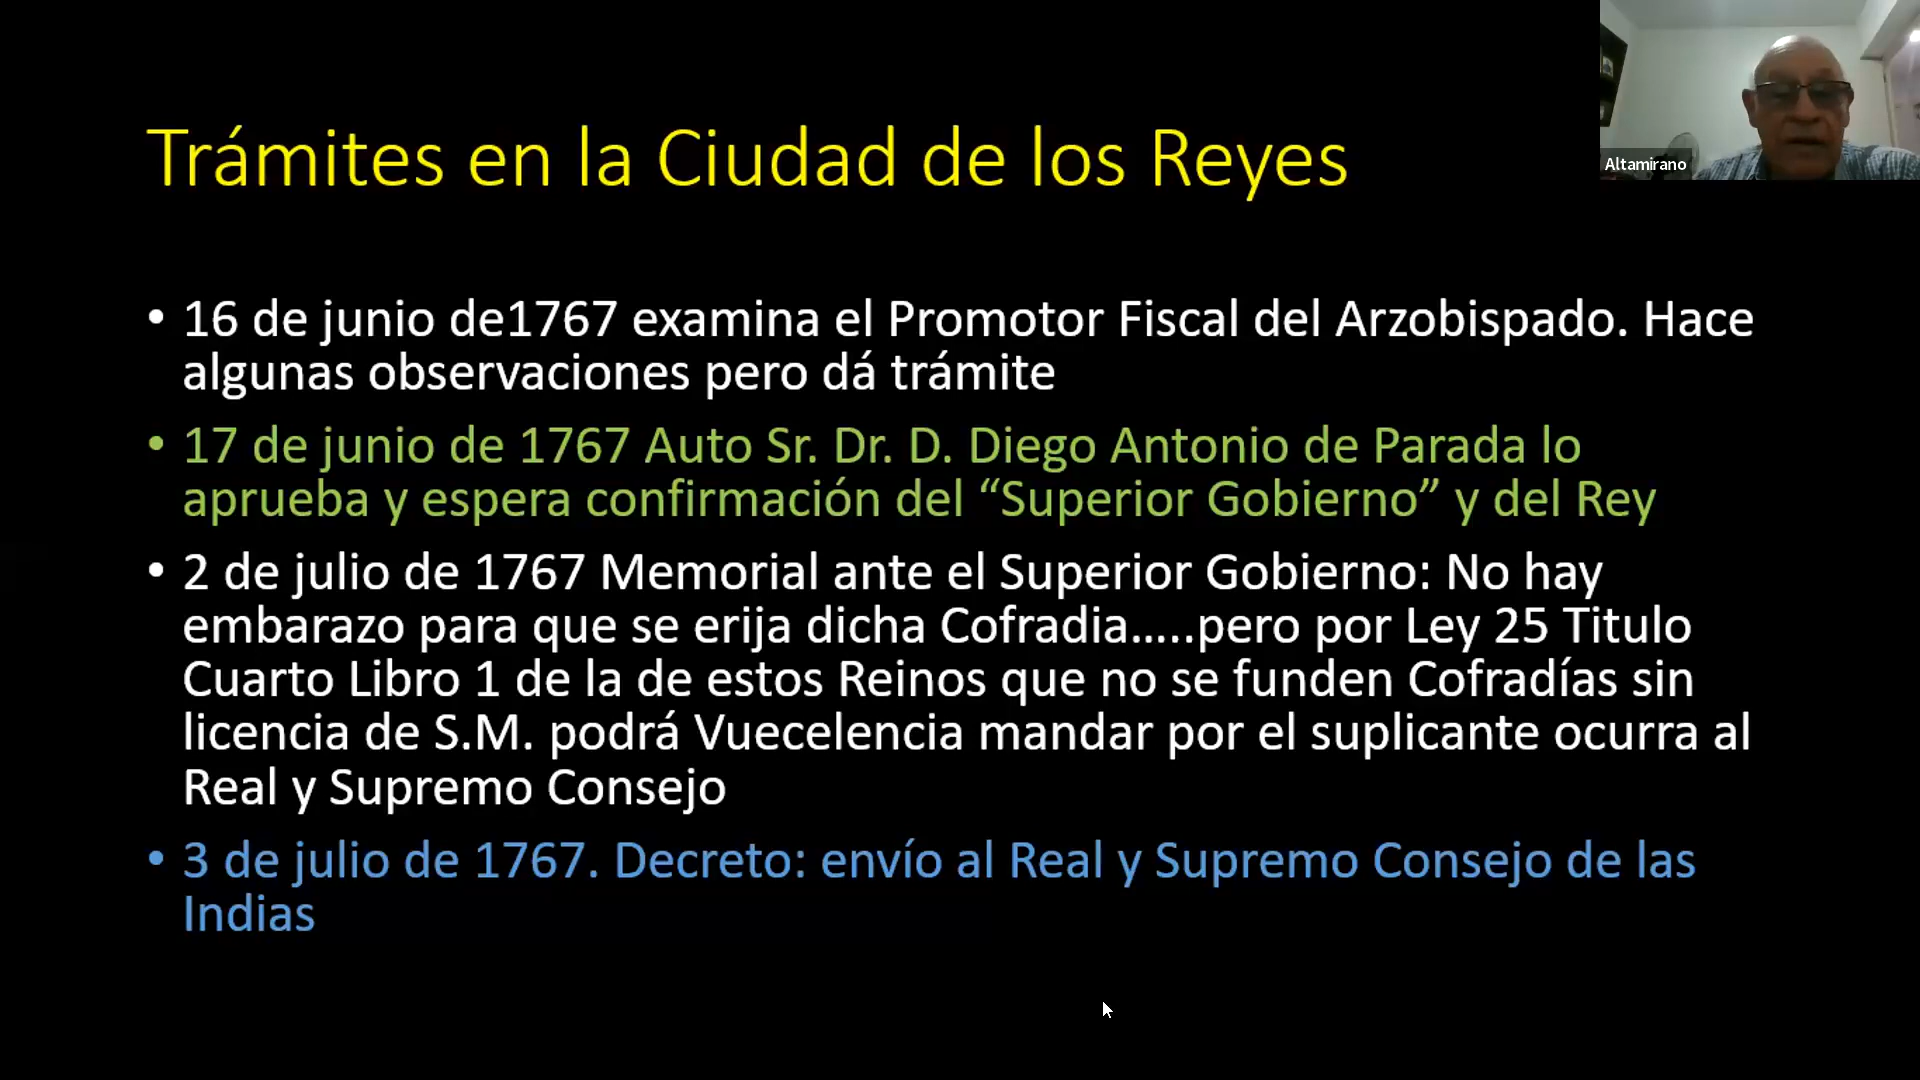 Trámites en la Ciudad de los Reyes
Altamirano
• 16 de junio de1767 examina el Promotor Fiscal del Arzobispado. Hace
algunas observaciones pero dá trámite
• 17 de junio de 1767 Auto Sr. Dr. D. Diego Antonio de Parada lo
aprueba y espera confirmación del “Superior Gobierno” y del Rey
• 2 de julio de 1767 Memorial ante el Superior Gobierno: No hay
embarazo para que se erija dicha Cofradia…..pero por Ley 25 Titulo
Cuarto Libro 1 de la de estos Reinos que no se funden Cofradías sin
licencia de S.M. podrá Vuecelencia mandar por el suplicante ocurra al
Real y Supremo Consejo
• 3 de julio de 1767. Decreto: envío al Real y Supremo Consejo de las
Indias